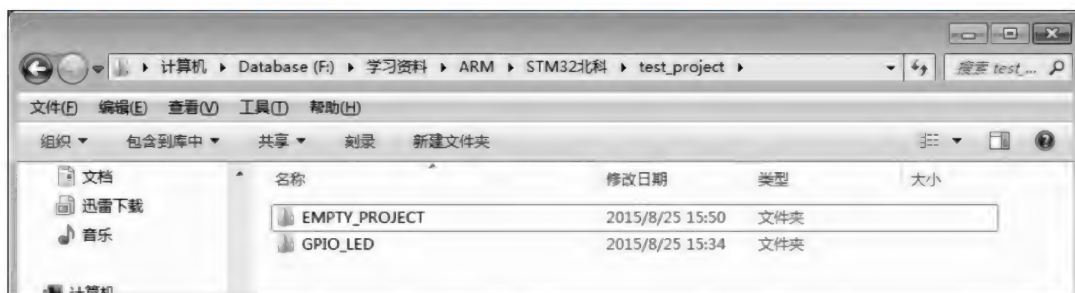 计算机 Database (F:) 学习资料 ARM STM32北科 test_project 搜索 test_...
文件(F) 编辑(E) 查看(V) 工具(T) 帮助(H)
组织 包含到库中 共享 刻录 新建文件夹
名称 修改日期 类型 大小
文档
迅雷下载
音乐
EMPTY_PROJECT 2015/8/25 15:50 文件夹
GPIO_LED 2015/8/25 15:34 文件夹
计算机